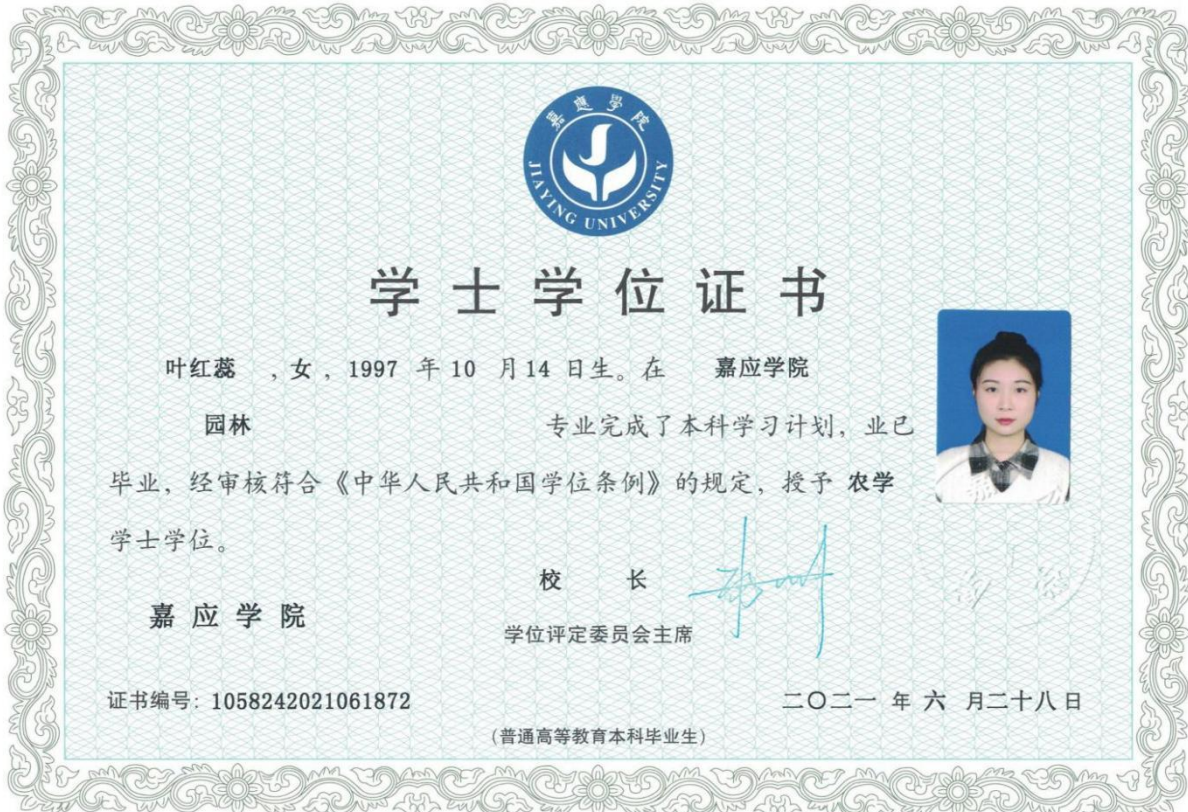 嘉應學院
JIAYING UNIVERSITY
学士学位证书
叶红蕊 ，女，1997 年 10 月 14 日生。在 嘉应学院
园林 专业完成了本科学习计划，业已
毕业，经审核符合《中华人民共和国学位条例》的规定，授予 农学
学士学位。
校 长
嘉应学院
学位评定委员会主席
证书编号：1058242021061872
二〇二一 年 六 月二十八日
（普通高等教育本科毕业生）